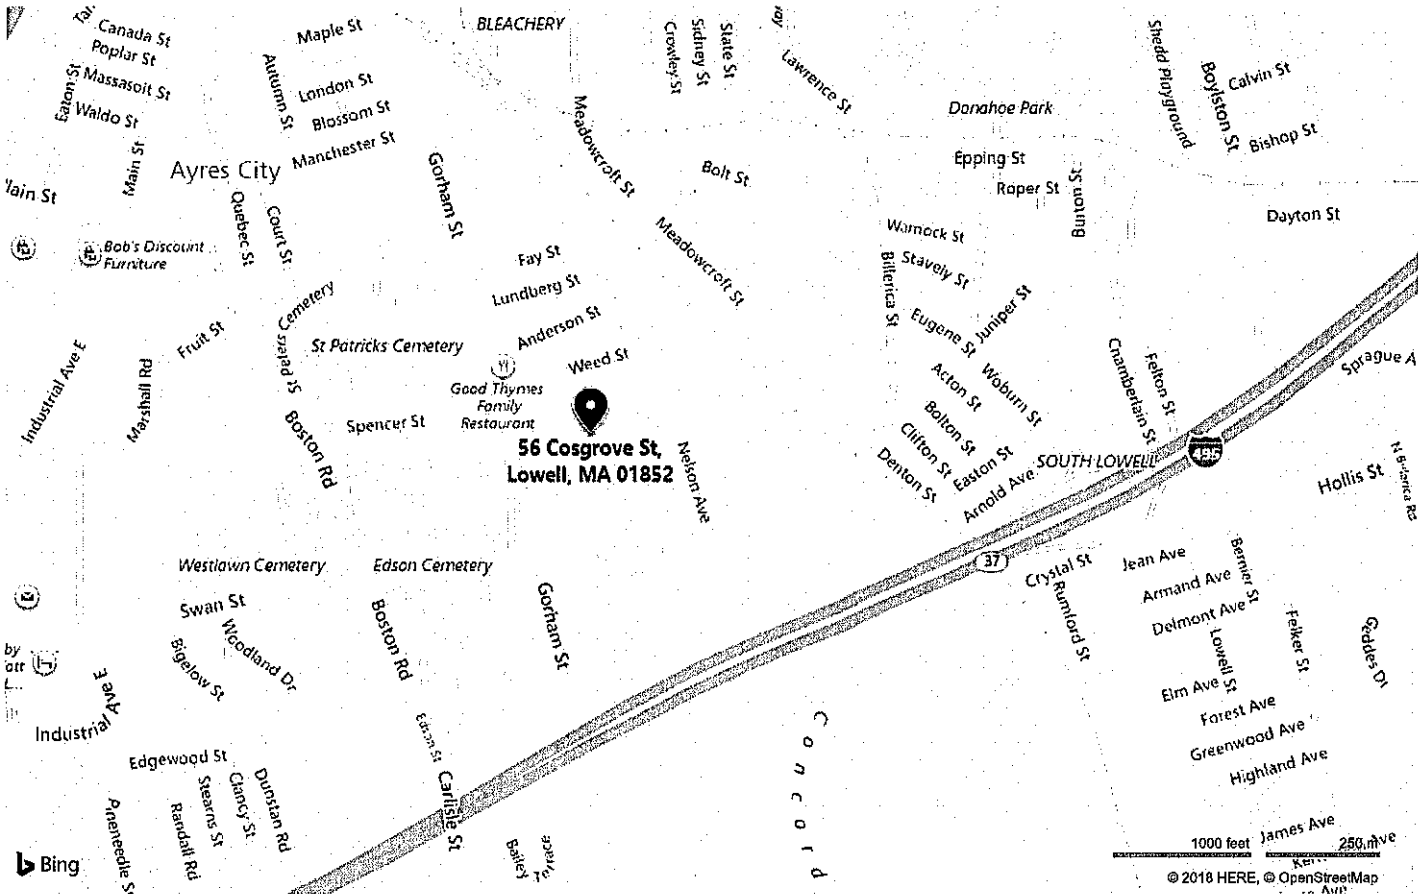 Canada St
Poplar St
Massasoit St
Eaton St
Waldo St
Main St
Maple St
Autumn St
London St
Blossom St
Manchester St
Ayres City
BLEACHERY
Gorham St
Meadowcroft St
Crowley St
Sidney St
State St
Lawrence St
Bolt St
Donahoe Park
Shedd Playground
Boylston St
Calvin St
Bishop St
Epping St
Roper St
Burton St
Dayton St
Quebec St
Court St
Bob's Discount
Furniture
Fay St
Lundberg St
Anderson St
Weed St
Meadowcroft St
Warnock St
Stavely St
Billerica St
Eugene St
Juniper St
Industrial Ave E
Marshall Rd
Fruit St
St Peters Cemetery
St Patricks Cemetery
Good Thymes
Family
Restaurant
Spencer St
Boston Rd
56 Cosgrove St,
Lowell, MA 01852
Nelson Ave
Acton St
Woburn St
Bolton St
Clifton St
Denton St
Easton St
Arnold Ave
Chamberlain St
Felton St
SOUTH LOWELL
495
Sprague A
Hollis St
N Billerica Rd
Westlawn Cemetery
Edson Cemetery
Swan St
Woodland Dr
Bigelow St
Boston Rd
Gorham St
37
Crystal St
Rumford St
Jean Ave
Armand Ave
Delmont Ave
Bernier St
Lowell St
Felker St
Geddes Dr
Elm Ave
Forest Ave
Greenwood Ave
Highland Ave
James Ave
Industrial Ave E
Edgewood St
Stearns St
Clancy St
Dunstan Rd
Randall Rd
Pineneedle S
Edson St
Carlisle St
Bailey Terrace
Concord
Bing
1000 feet
250 m
© 2018 HERE, © OpenStreetMap